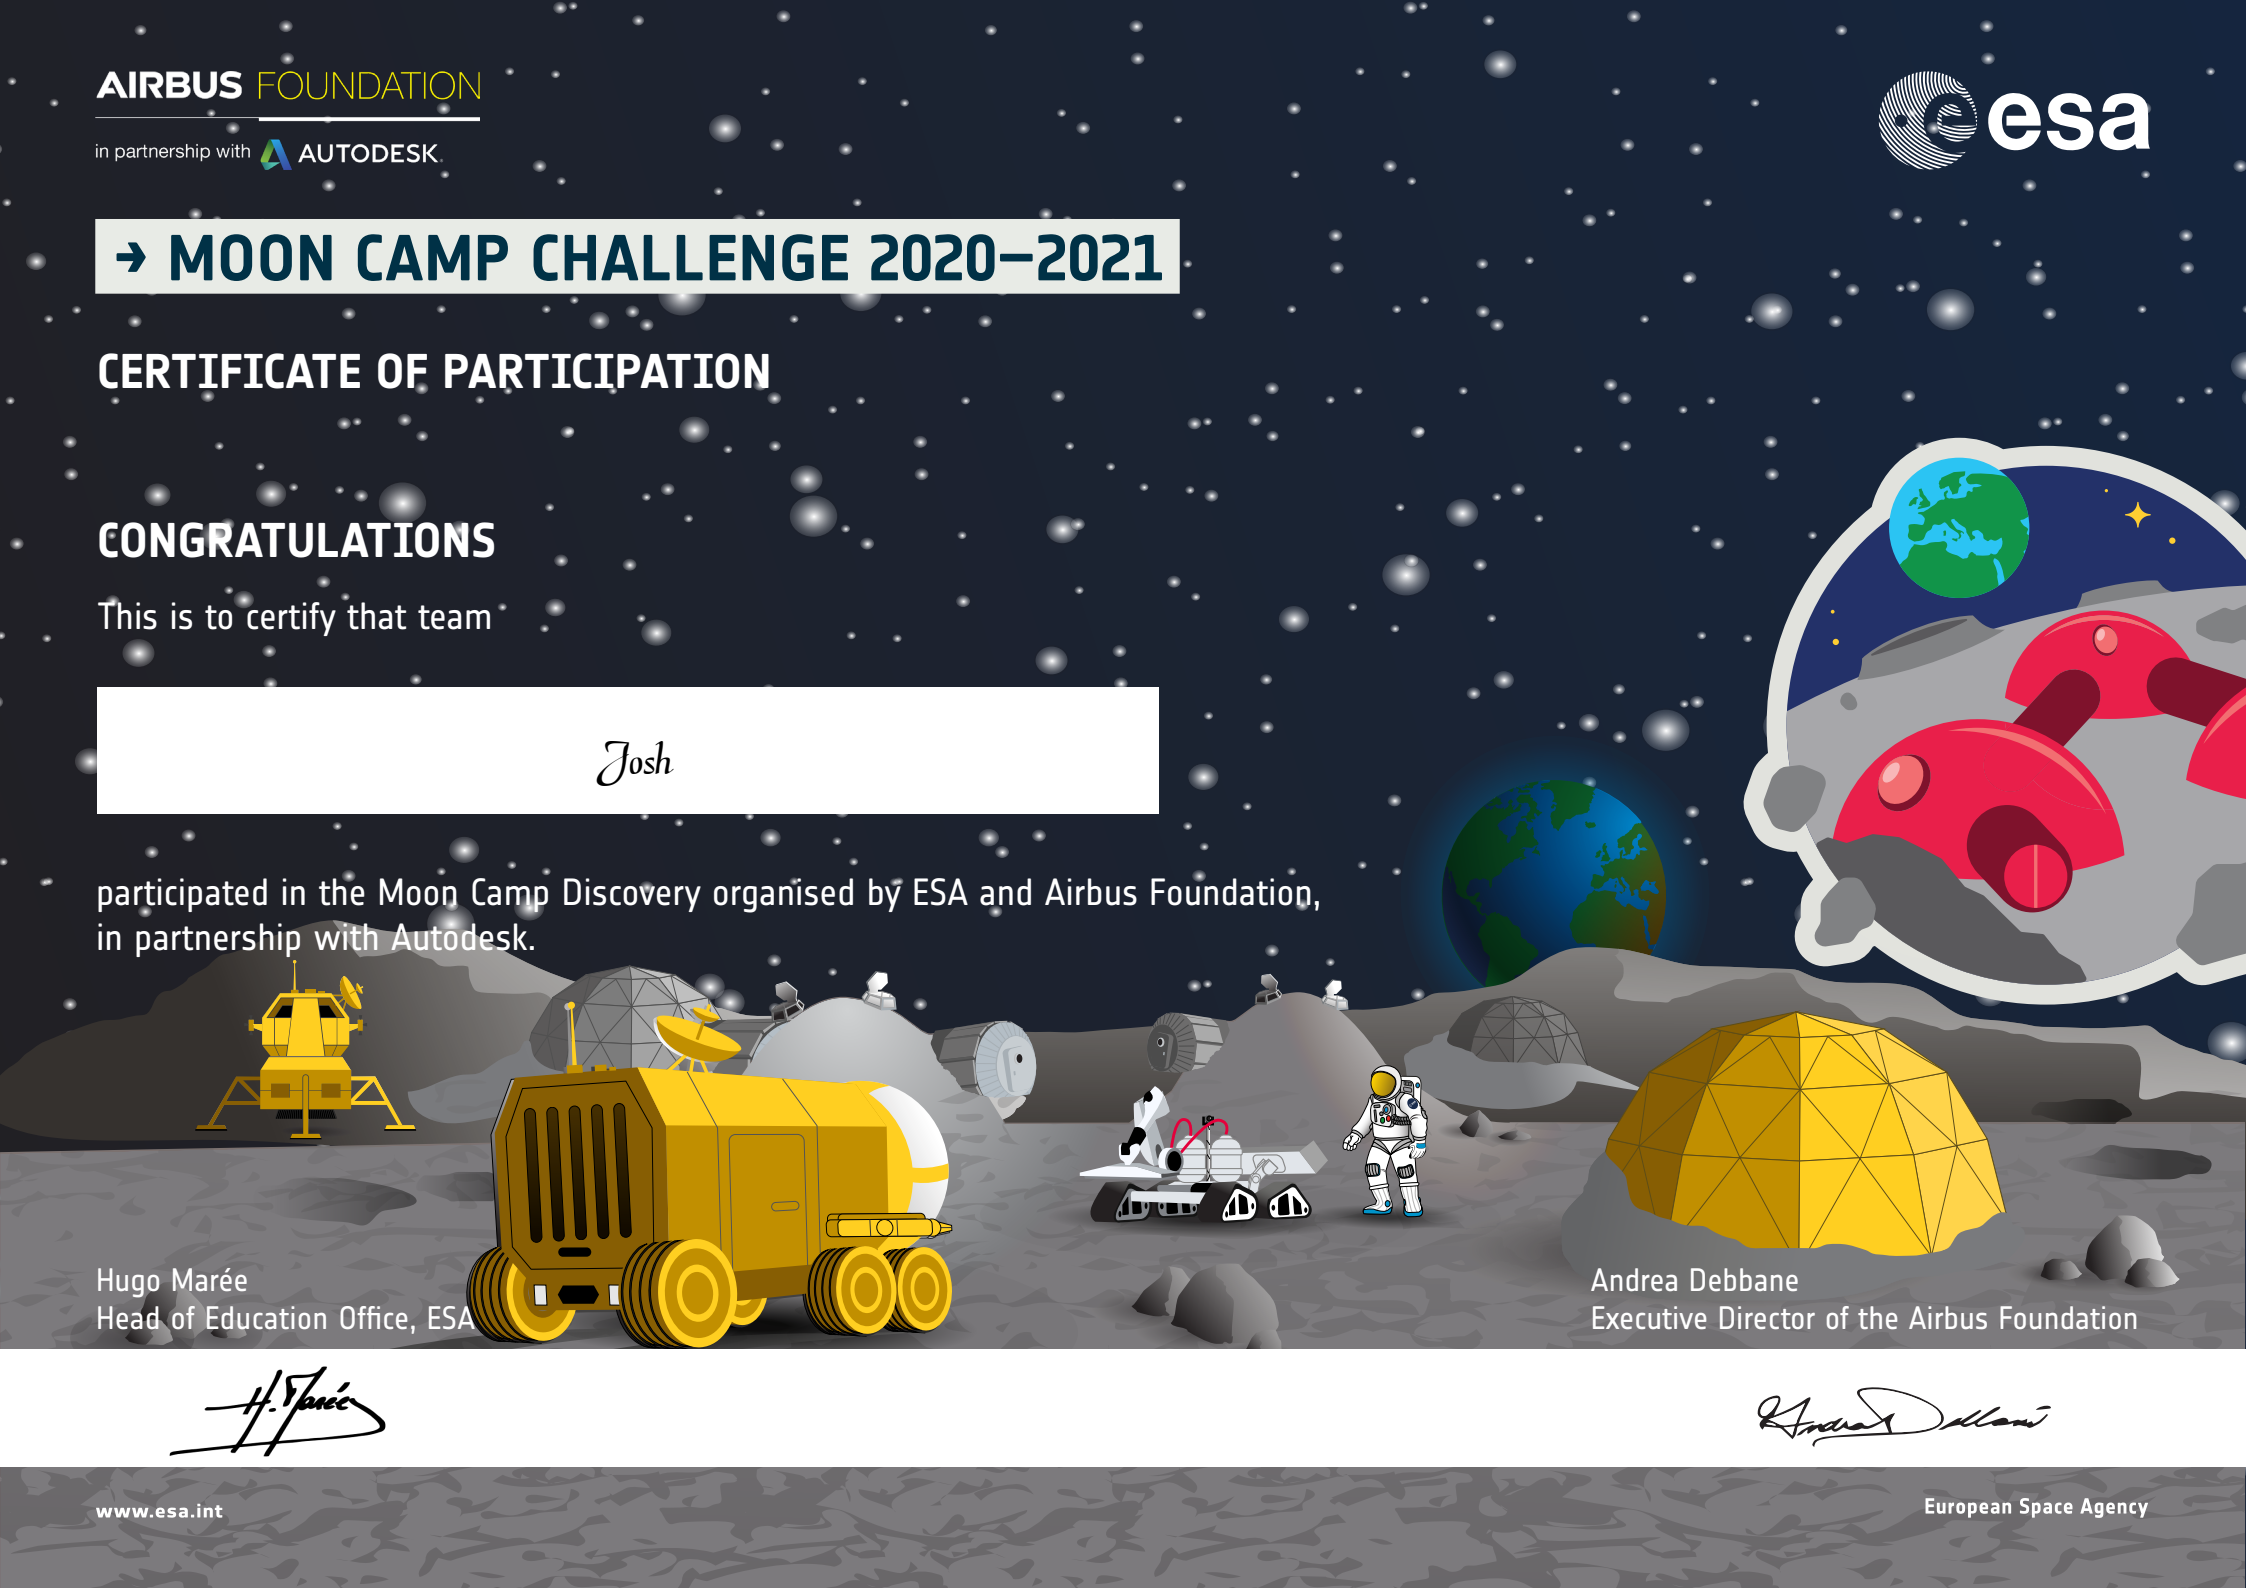 AIRBUS FOUNDATION
in partnership with AUTODESK.
esa
→ MOON CAMP CHALLENGE 2020–2021
CERTIFICATE OF PARTICIPATION
CONGRATULATIONS
This is to certify that team
Josh
participated in the Moon Camp Discovery organised by ESA and Airbus Foundation,
in partnership with Autodesk.
Hugo Marée
Head of Education Office, ESA
Andrea Debbane
Executive Director of the Airbus Foundation
H. Marée
Andrea Debbane
www.esa.int
European Space Agency